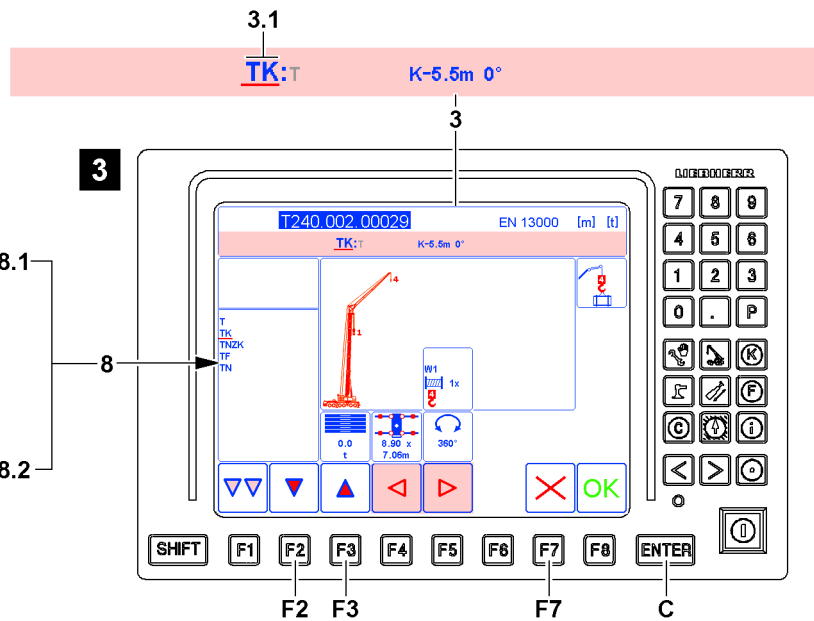 3.1
TK:T K-5.5m 0°
3
3
LIEBHERR
T240.002.00029 EN 13000 [m] [t]
TK:T K-5.5m 0°
7 8 9
4 5 6
1 2 3
0 . P
4
1
8.1
8
8.2
T
TK
TNZK
TF
TN
W1
1x
0.0
t
8.90 x
7.06m
360°
K
F
C i
OK
SHIFT F1 F2 F3 F4 F5 F6 F7 F8 ENTER
F2 F3 F7 C